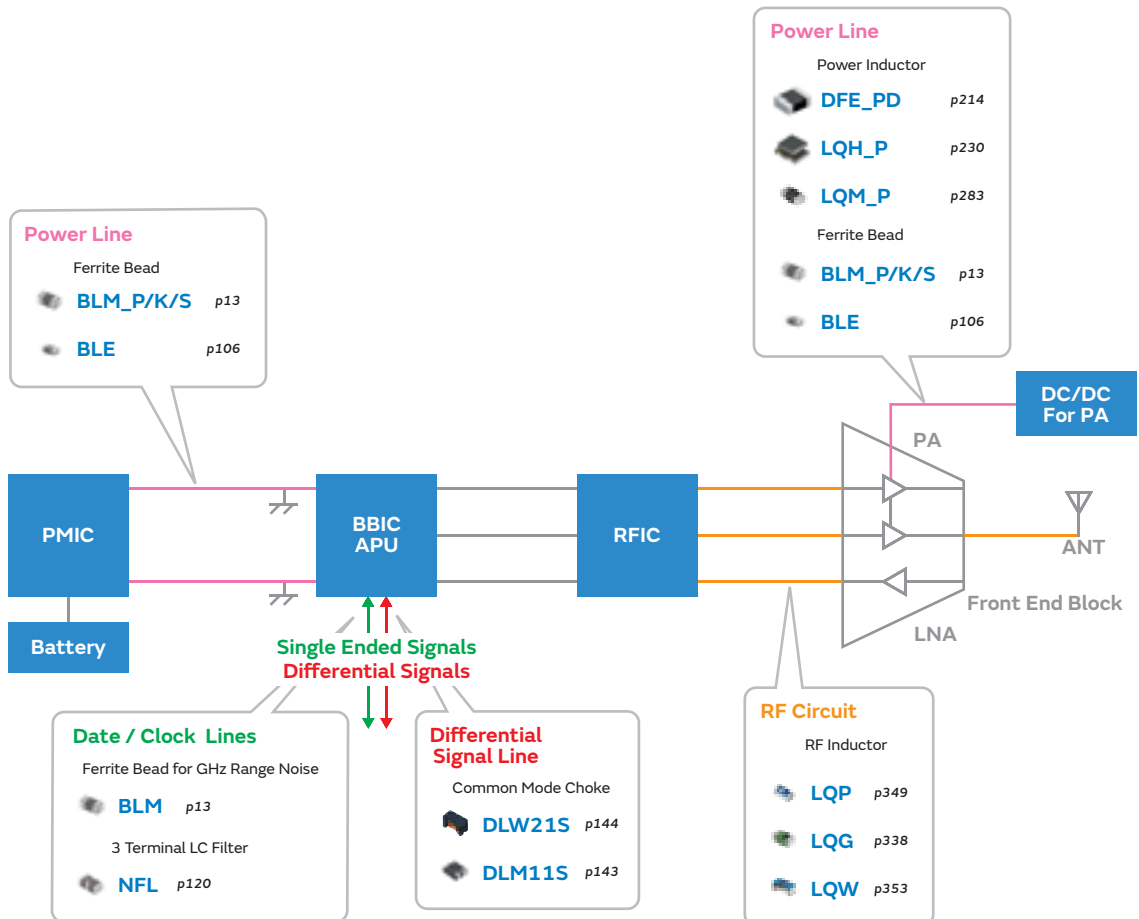 Power Line
Power Inductor
DFE_PD p214
LQH_P p230
LQM_P p283
Ferrite Bead
BLM_P/K/S p13
BLE p106
Power Line
Ferrite Bead
BLM_P/K/S p13
BLE p106
DC/DC
For PA
PA
PMIC
BBIC
APU
RFIC
ANT
Front End Block
LNA
Battery
Single Ended Signals
Differential Signals
Date / Clock Lines
Ferrite Bead for GHz Range Noise
BLM p13
3 Terminal LC Filter
NFL p120
Differential
Signal Line
Common Mode Choke
DLW21S p144
DLM11S p143
RF Circuit
RF Inductor
LQP p349
LQG p338
LQW p353